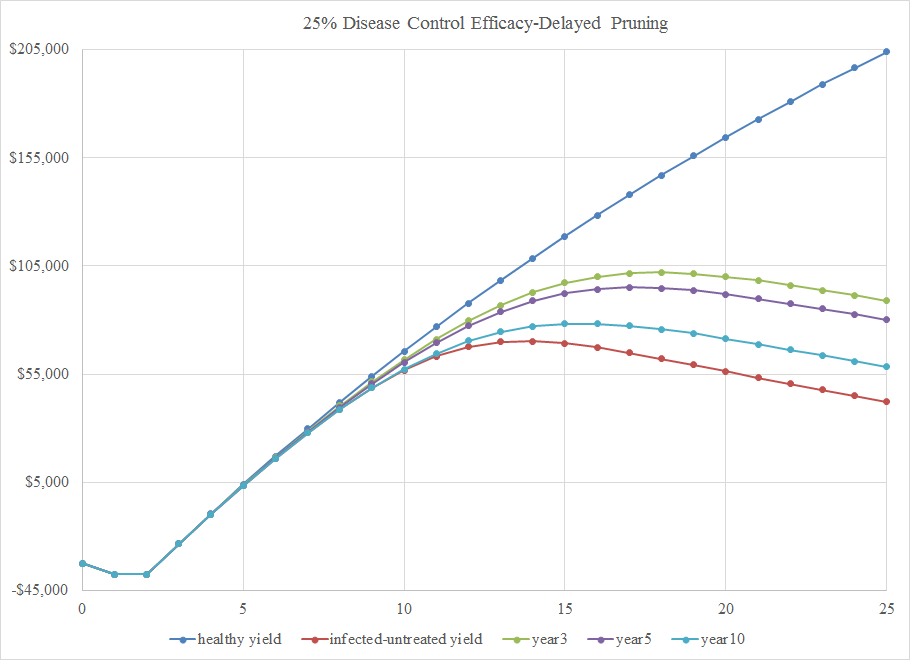 25% Disease Control Efficacy-Delayed Pruning
$205,000
$155,000
$105,000
$55,000
$5,000
-$45,000
0 5 10 15 20 25
healthy yield infected-untreated yield year3 year5 year10